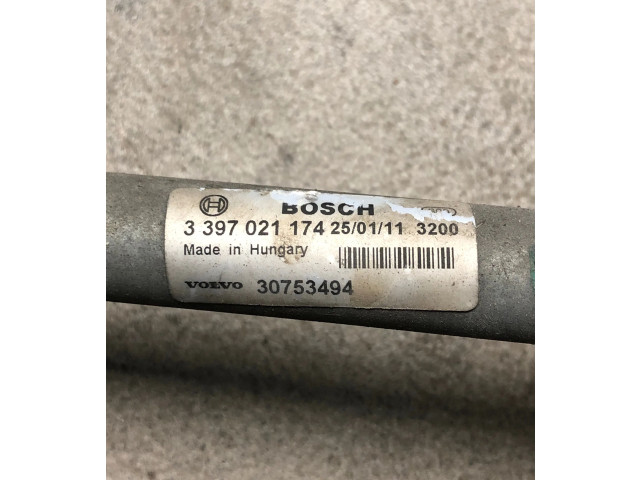 BOSCH
3 397 021 174 25/01/11 3200
Made in Hungary
VOLVO 30753494